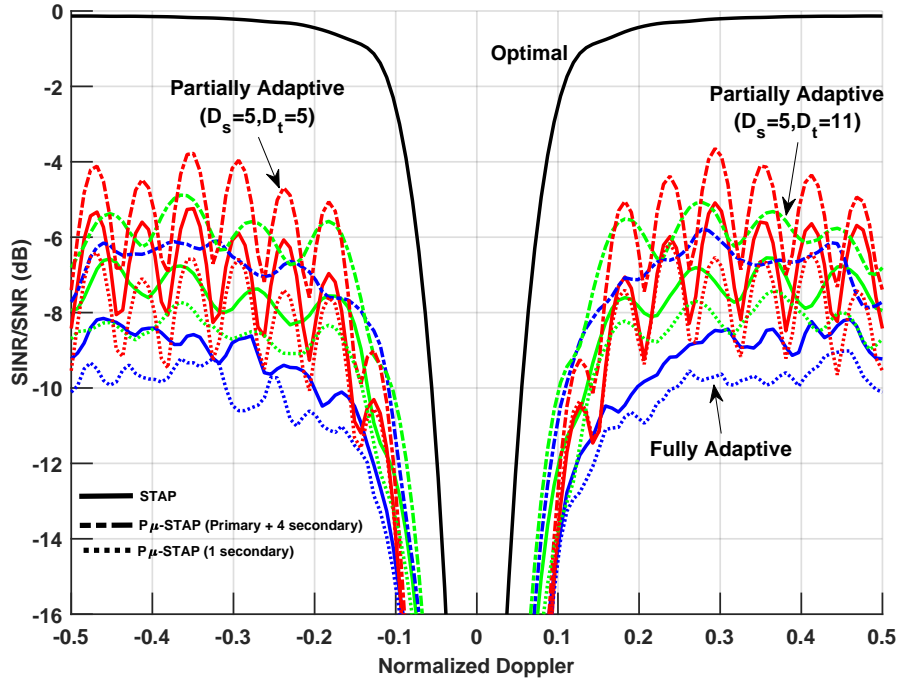 0
-2
-4
-6
-8
-10
-12
-14
-16
SINR/SNR (dB)
Optimal
Partially Adaptive
(D_s=5,D_t=5)
Partially Adaptive
(D_s=5,D_t=11)
Fully Adaptive
STAP
P μ-STAP (Primary + 4 secondary)
P μ-STAP (1 secondary)
-0.5 -0.4 -0.3 -0.2 -0.1 0 0.1 0.2 0.3 0.4 0.5
Normalized Doppler